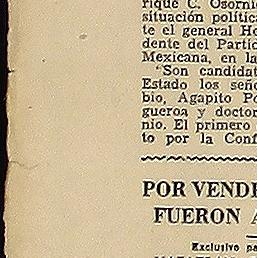 rique C. Osornio
situación política
te el general He
dente del Partid
Mexicana, en la
"Son candidat
Estado los seño
bio, Agapito Po
gueroa y doctor
nio. El primero
to por la Conf
POR VENDE
FUERON A
Exclusivo pa